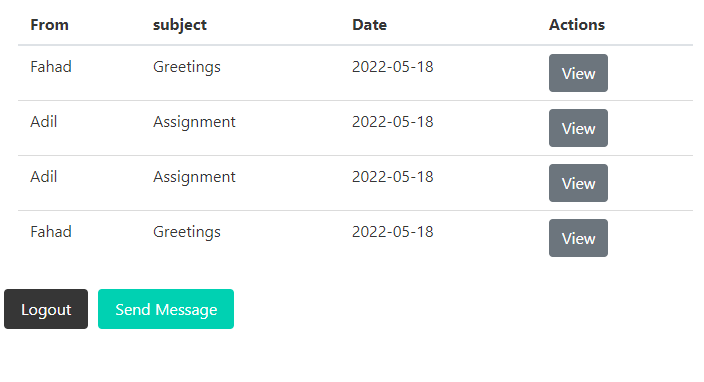 From subject Date Actions
Fahad Greetings 2022-05-18 View
Adil Assignment 2022-05-18 View
Adil Assignment 2022-05-18 View
Fahad Greetings 2022-05-18 View
Logout Send Message